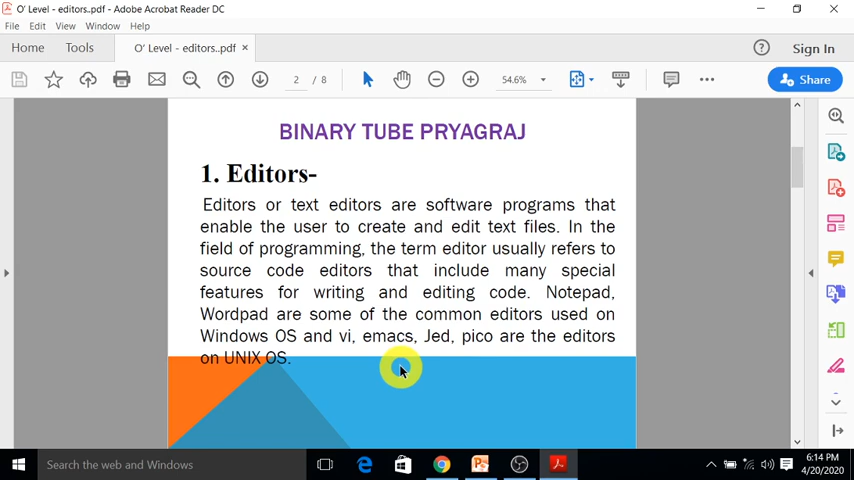 O' Level - editors.pdf - Adobe Acrobat Reader DC
File Edit View Window Help
Home Tools O' Level - editors..pdf × Sign In
2 / 8 54.6% Share
BINARY TUBE PRYAGRAJ
1. Editors-
Editors or text editors are software programs that
enable the user to create and edit text files. In the
field of programming, the term editor usually refers to
source code editors that include many special
features for writing and editing code. Notepad,
Wordpad are some of the common editors used on
Windows OS and vi, emacs, Jed, pico are the editors
on UNIX OS.
Search the web and Windows
6:14 PM
4/20/2020